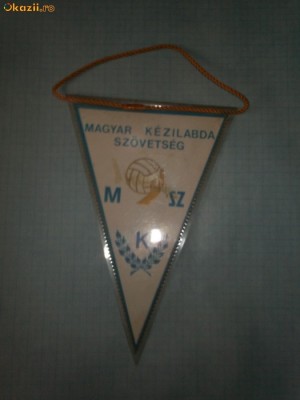 Okazii.ro
MAGYAR KÉZILABDA
SZÖVETSÉG
M SZ
K